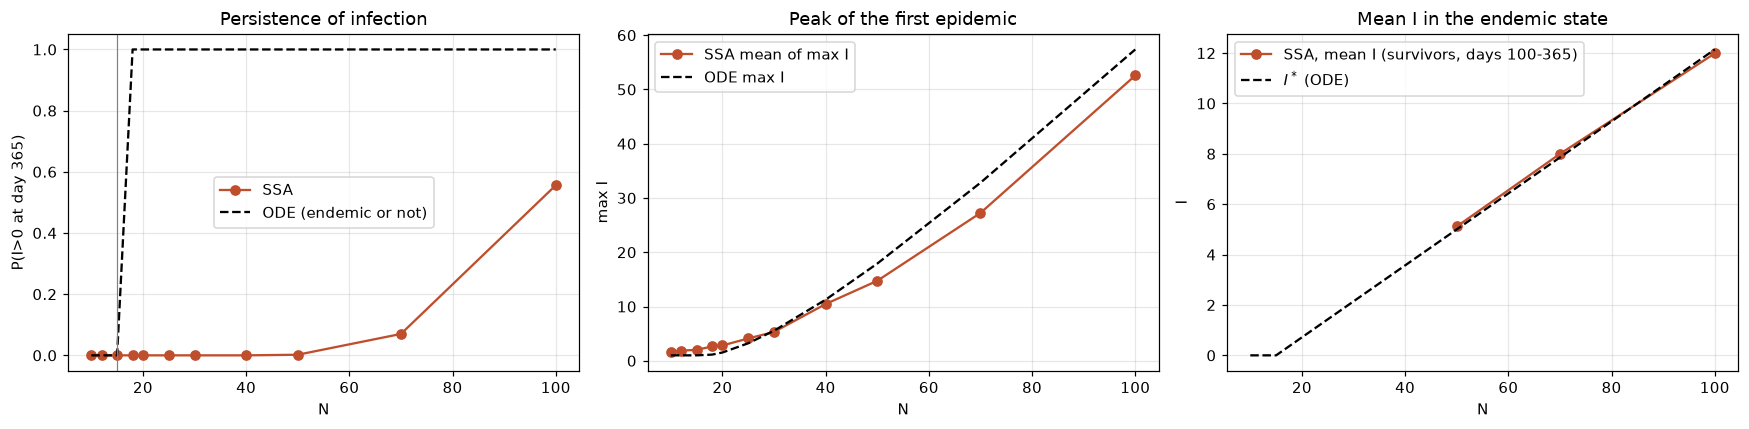 Persistence of infection
P(I>0 at day 365)
1.0
0.8
0.6
0.4
0.2
0.0
SSA
ODE (endemic or not)
20 40 60 80 100
N
Peak of the first epidemic
max I
60
50
40
30
20
10
0
SSA mean of max I
ODE max I
20 40 60 80 100
N
Mean I in the endemic state
I
12
10
8
6
4
2
0
SSA, mean I (survivors, days 100-365)
I* (ODE)
20 40 60 80 100
N